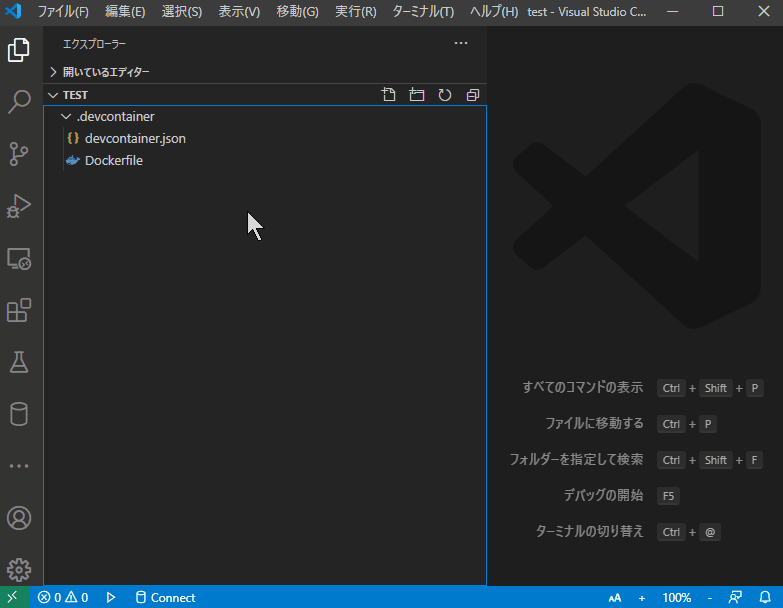 ファイル(F) 編集(E) 選択(S) 表示(V) 移動(G) 実行(R) ターミナル(T) ヘルプ(H) test - Visual Studio C...
エクスプローラー
開いているエディター
TEST
.devcontainer
{} devcontainer.json
Dockerfile
すべてのコマンドの表示 Ctrl + Shift + P
ファイルに移動する Ctrl + P
フォルダーを指定して検索 Ctrl + Shift + F
デバッグの開始 F5
ターミナルの切り替え Ctrl + @
0 0 Connect AA + 100% -